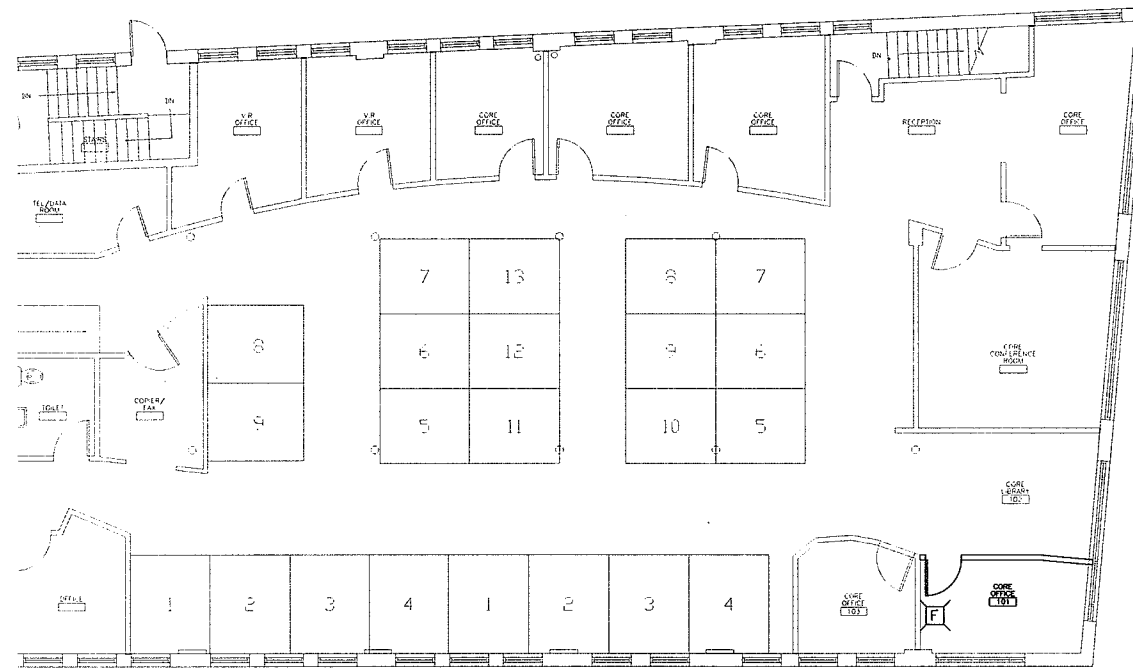 DN
DN
STAIRS
V.R
OFFICE
V.R
OFFICE
CORE
OFFICE
CORE
OFFICE
CORE
OFFICE
DN
RECEPTION
CORE
OFFICE
TEL/DATA
ROOM
7
13
8
7
8
6
12
9
6
CORE
CONFERENCE
ROOM
TOILET
COPIER/
FAX
9
5
11
10
5
CORE
LIBRARY
102
OFFICE
1
2
3
4
1
2
3
4
CORE
OFFICE
103
F
CORE
OFFICE
101